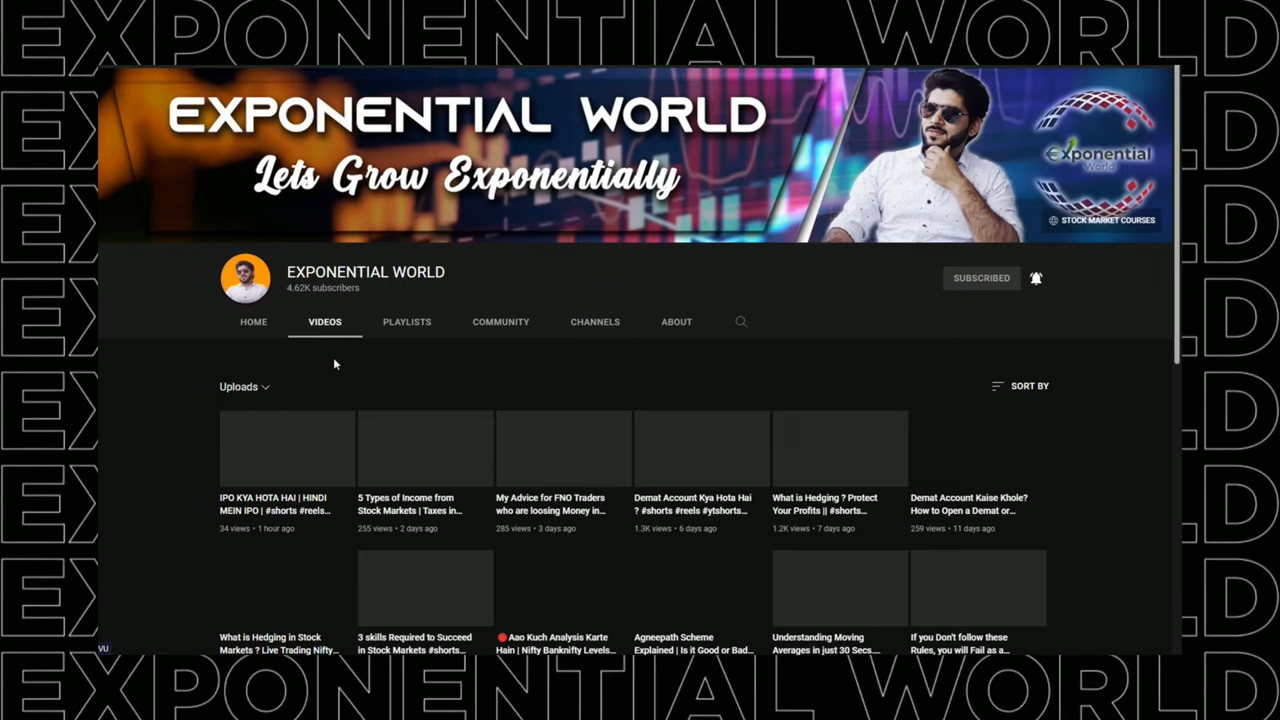 EXPONENTIAL WORLD
EXPONENTIAL WORLD
Lets Grow Exponentially
Exponential
World
STOCK MARKET COURSES
EXPONENTIAL WORLD
4.62K subscribers
SUBSCRIBED
HOME VIDEOS PLAYLISTS COMMUNITY CHANNELS ABOUT
Uploads
SORT BY
IPO KYA HOTA HAI | HINDI
MEIN IPO | #shorts #reels...
34 views • 1 hour ago
5 Types of Income from
Stock Markets | Taxes in...
255 views • 2 days ago
My Advice for FNO Traders
who are loosing Money in...
285 views • 3 days ago
Demat Account Kya Hota Hai
? #shorts #reels #ytshorts...
1.3K views • 6 days ago
What is Hedging ? Protect
Your Profits || #shorts...
1.2K views • 7 days ago
Demat Account Kaise Khole?
How to Open a Demat or...
259 views • 11 days ago
What is Hedging in Stock
Markets ? Live Trading Nifty...
3 skills Required to Succeed
in Stock Markets #shorts...
Aao Kuch Analysis Karte
Hain | Nifty Banknifty Levels...
Agneepath Scheme
Explained | Is it Good or Bad...
Understanding Moving
Averages in just 30 Secs...
If you Don't follow these
Rules, you will Fail as a...
VU
EXPONENTIAL WORLD